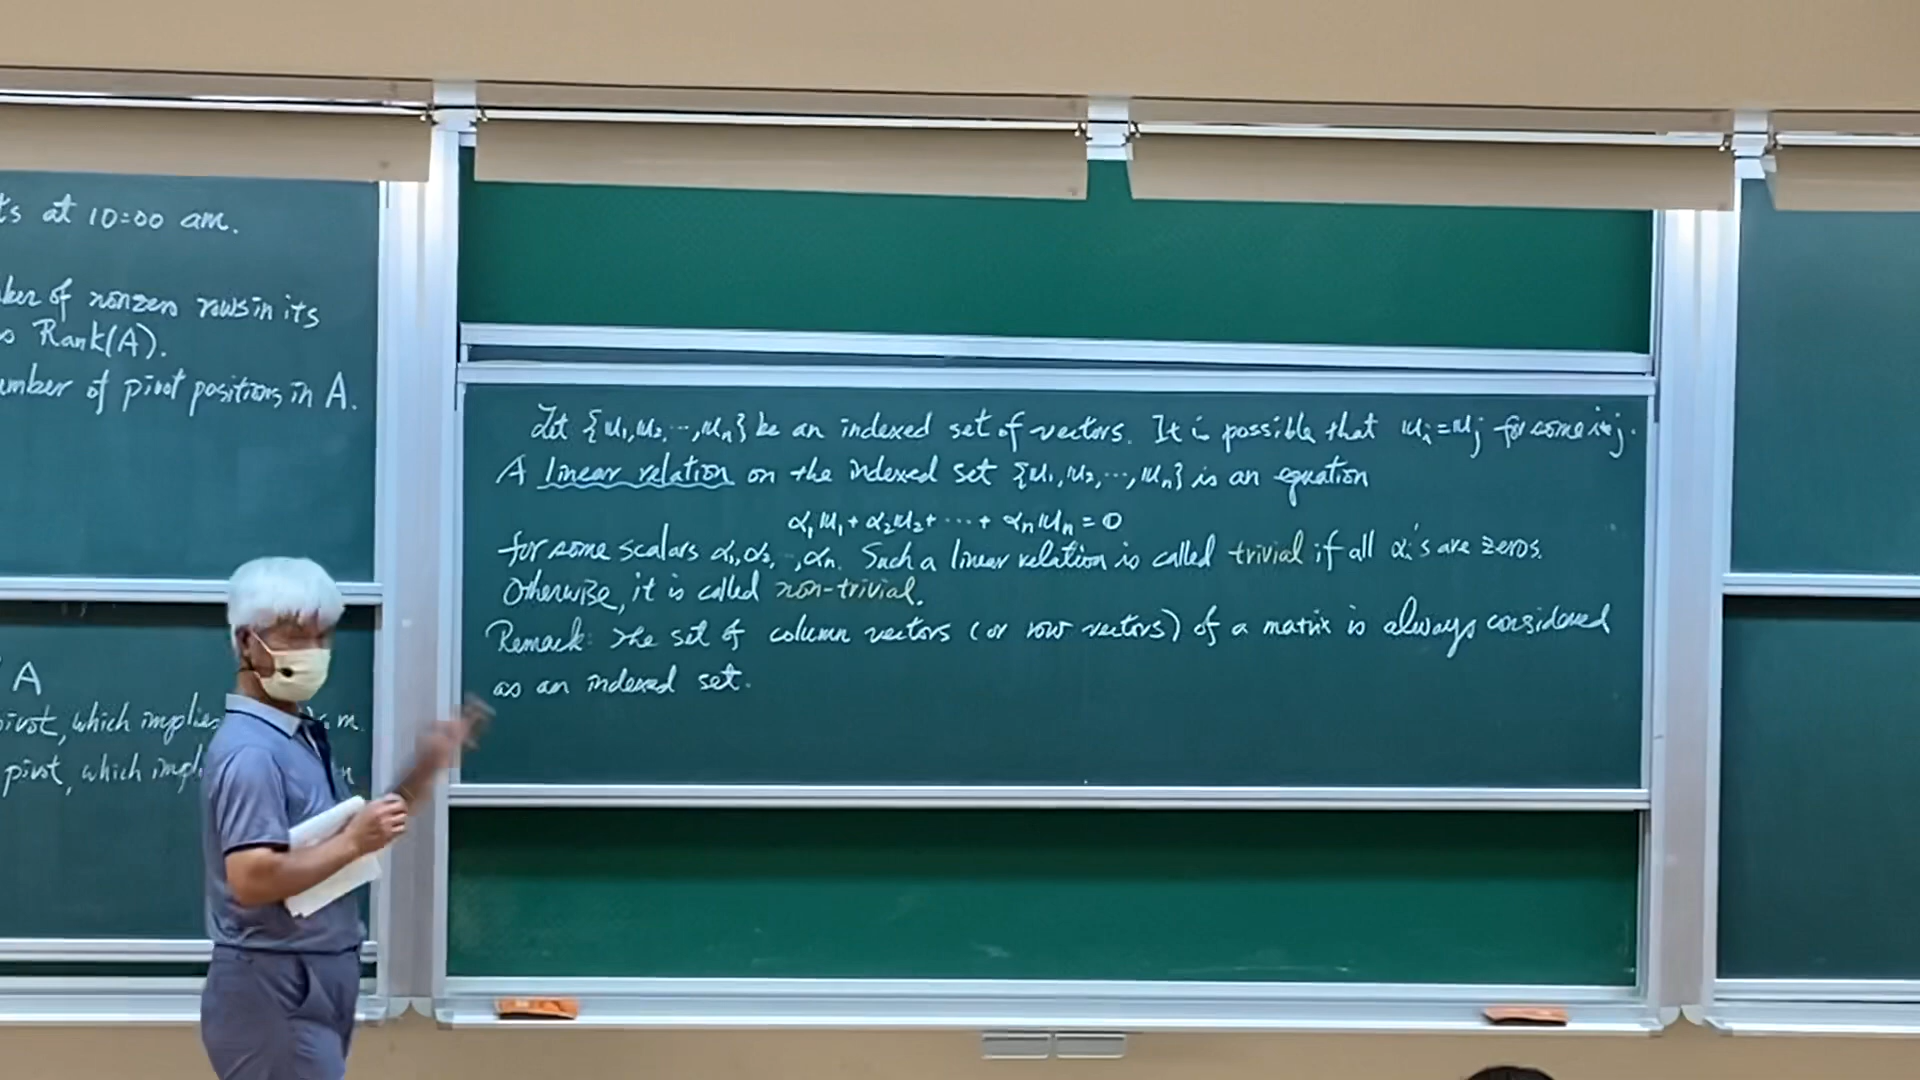 ts at 10:00 am.
ber of nonzero rows in its
Rank(A).
umber of pivot positions in A.
A
pivot, which implies m
pivot, which impl
Let {u₁,u₂,⋯,uₙ} be an indexed set of vectors. It is possible that uᵢ=uⱼ for some i≠j.
A linear relation on the indexed set {u₁,u₂,⋯,uₙ} is an equation
α₁u₁+α₂u₂+⋯+αₙuₙ=0
for some scalars α₁,α₂,⋯,αₙ. Such a linear relation is called trivial if all αᵢ's are zeros.
Otherwise, it is called non-trivial.
Remark: The set of column vectors (or row vectors) of a matrix is always considered
as an indexed set.